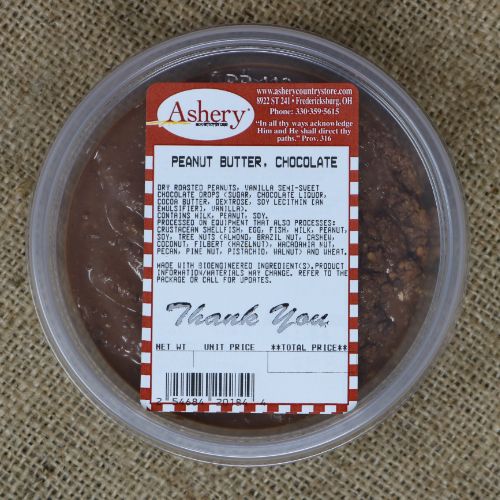 Ashery
www.asherycountrystore.com
8922 ST 241 • Fredericksburg, OH
Phone: 330-359-5615
"In all thy ways acknowledge
Him and He shall direct thy
paths." Prov. 316
PEANUT BUTTER, CHOCOLATE
DRY ROASTED PEANUTS, VANILLA SEMI-SWEET
CHOCOLATE DROPS (SUGAR, CHOCOLATE LIQUOR,
COCOA BUTTER, DEXTROSE, SOY LECITHIN [AN
EMULSIFIER], VANILLA).
CONTAINS MILK, PEANUT, SOY.
PROCESSED ON EQUIPMENT THAT ALSO PROCESSES:
CRUSTACEAN SHELLFISH, EGG, FISH, MILK, PEANUT,
SOY, TREE NUTS (ALMOND, BRAZIL NUT, CASHEW,
COCONUT, FILBERT (HAZELNUT), MACADAMIA NUT,
PECAN, PINE NUT, PISTACHIO, WALNUT) AND WHEAT.
MADE WITH BIOENGINEERED INGREDIENT(S). PRODUCT
INFORMATION/MATERIALS MAY CHANGE. REFER TO THE
PACKAGE OR CALL FOR UPDATES.
Thank You
NET WT UNIT PRICE **TOTAL PRICE**
2 54684 20184 4